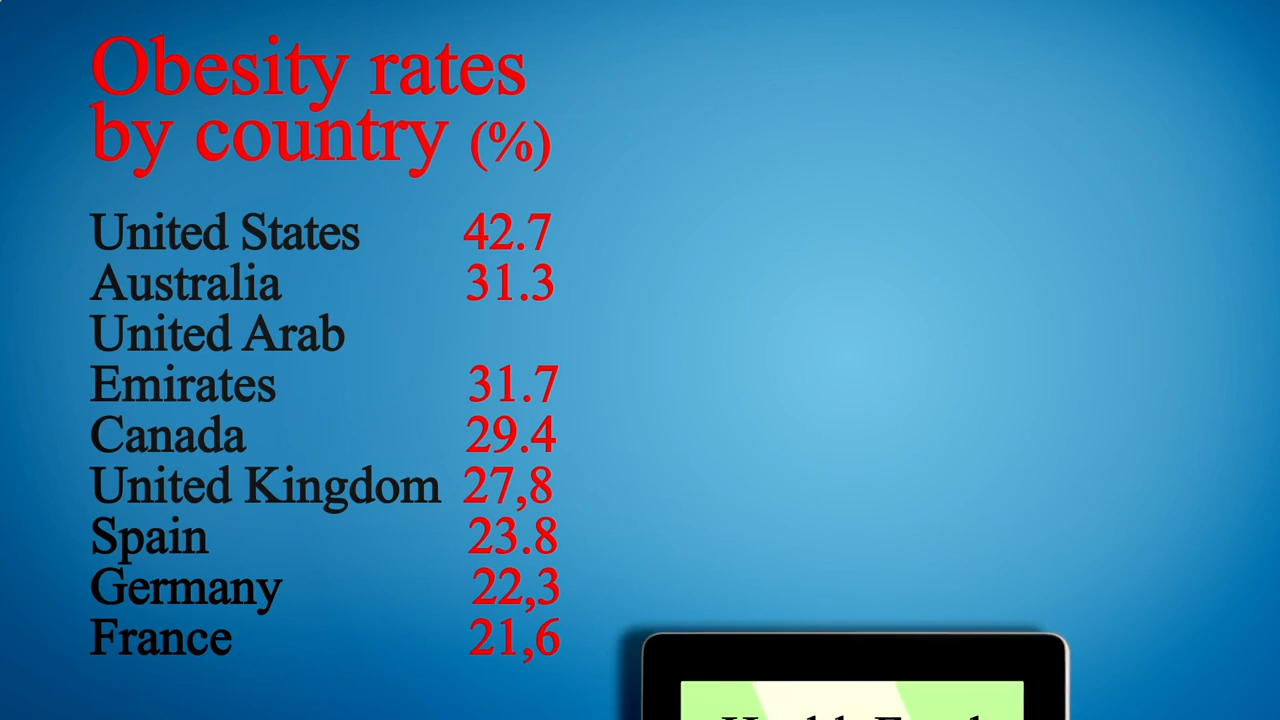 Obesity rates
by country (%)
United States 42.7
Australia 31.3
United Arab
Emirates 31.7
Canada 29.4
United Kingdom 27,8
Spain 23.8
Germany 22,3
France 21,6